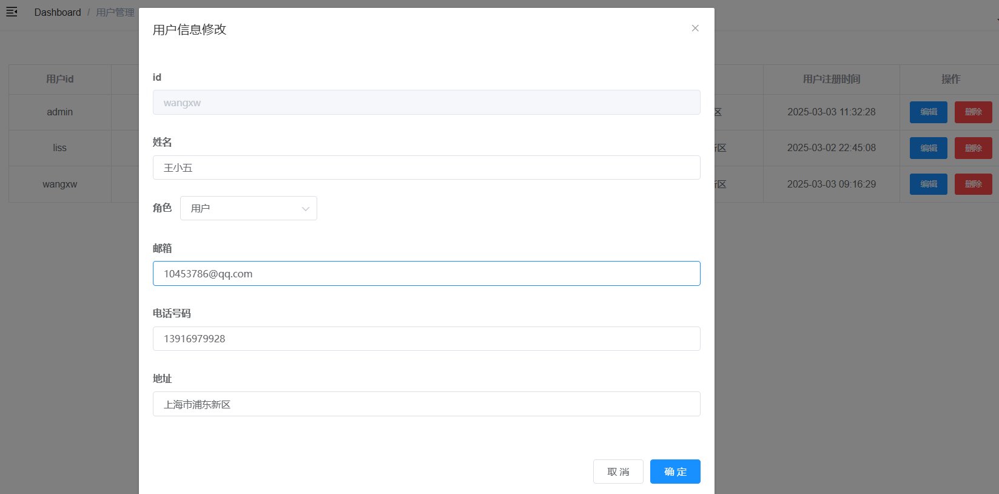 Dashboard / 用户管理
用户信息修改
id
wangxw
姓名
王小五
角色 用户
邮箱
10453786@qq.com
电话号码
13916979928
地址
上海市浦东新区
取 消 确 定
用户id 用户注册时间 操作
admin 区 2025-03-03 11:32:28 编辑 删除
liss 新区 2025-03-02 22:45:08 编辑 删除
wangxw 新区 2025-03-03 09:16:29 编辑 删除